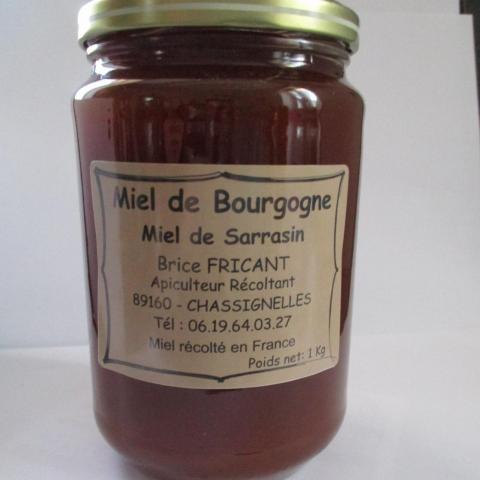 Miel de Bourgogne
Miel de Sarrasin
Brice FRICANT
Apiculteur Récoltant
89160 - CHASSIGNELLES
Tél : 06.19.64.03.27
Miel récolté en France
Poids net: 1 Kg